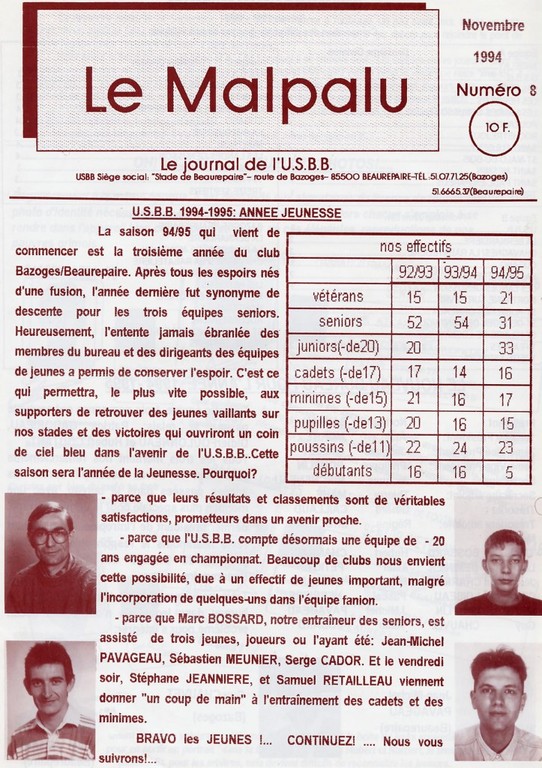 Novembre
1994
Le Malpalu
Numéro 8
10 F.
Le journal de l'U.S.B.B.
USBB Siège social: "Stade de Beaurepaire"- route de Bazoges- 85500 BEAUREPAIRE-TÉL.:51.07.71.25(Bazoges)
51.6665.37(Beaurepaire)
U.S.B.B. 1994-1995: ANNEE JEUNESSE
La saison 94/95 qui vient de
commencer est la troisième année du club
Bazoges/Beaurepaire. Après tous les espoirs nés
d'une fusion, l'année dernière fut synonyme de
descente pour les trois équipes seniors.
Heureusement, l'entente jamais ébranlée des
membres du bureau et des dirigeants des équipes
de jeunes a permis de conserver l'espoir. C'est ce
qui permettra, le plus vite possible, aux
supporters de retrouver des jeunes vaillants sur
nos stades et des victoires qui ouvriront un coin
de ciel bleu dans l'avenir de l'U.S.B.B..Cette
saison sera l'année de la Jeunesse. Pourquoi?
nos effectifs
92/93 93/94 94/95
vétérans 15 15 21
seniors 52 54 31
juniors(-de20) 20 33
cadets (-de17) 17 14 16
minimes (-de15) 21 16 17
pupilles (-de13) 20 16 15
poussins (-de11) 22 24 23
débutants 16 16 5
- parce que leurs résultats et classements sont de véritables
satisfactions, prometteurs dans un avenir proche.
- parce que l'U.S.B.B. compte désormais une équipe de - 20
ans engagée en championnat. Beaucoup de clubs nous envient
cette possibilité, due à un effectif de jeunes important, malgré
l'incorporation de quelques-uns dans l'équipe fanion.
- parce que Marc BOSSARD, notre entraîneur des seniors, est
assisté de trois jeunes, joueurs ou l'ayant été: Jean-Michel
PAVAGEAU, Sébastien MEUNIER, Serge CADOR. Et le vendredi
soir, Stéphane JEANNIERE, et Samuel RETAILLEAU viennent
donner "un coup de main" à l'entraînement des cadets et des
minimes.
BRAVO les JEUNES !... CONTINUEZ! .... Nous vous
suivrons!...